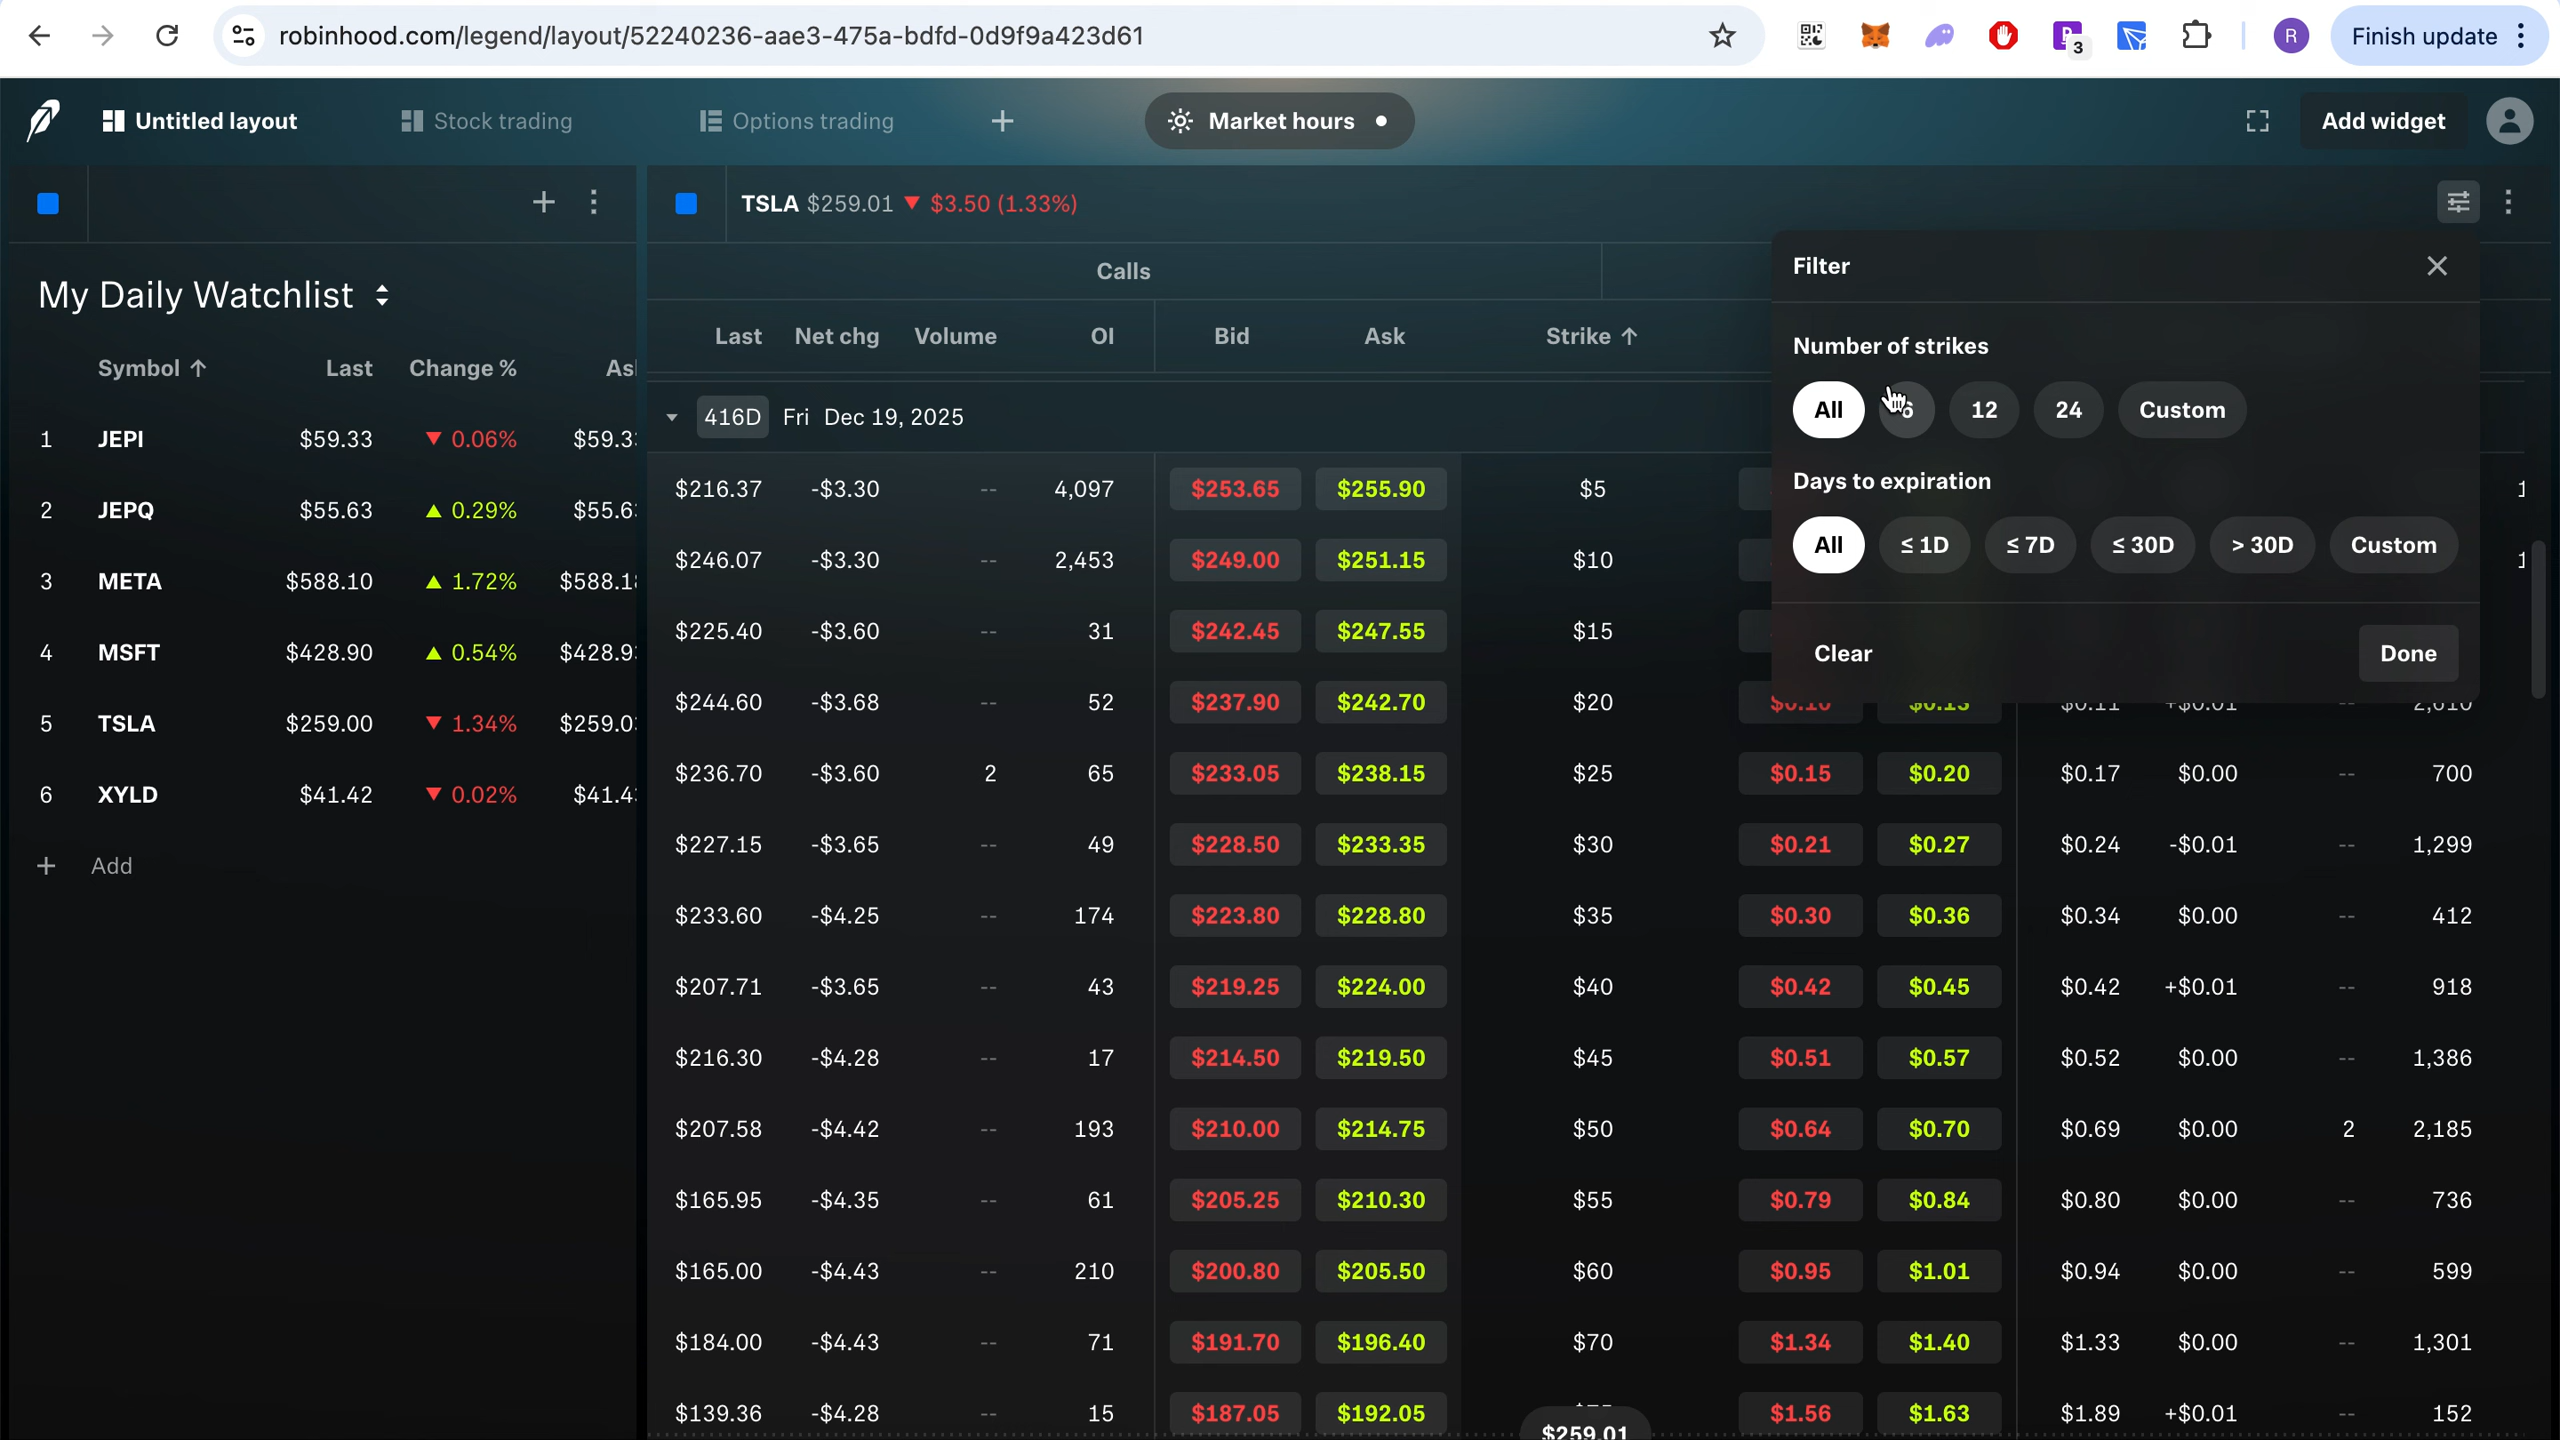 robinhood.com/legend/layout/52240236-aae3-475a-bdfd-0d9f9a423d61
3
R
Finish update
Untitled layout
Stock trading
Options trading
Market hours
Add widget
TSLA $259.01 ▼ $3.50 (1.33%)
My Daily Watchlist
Symbol ↑ Last Change %
1 JEPI $59.33 ▼ 0.06%
2 JEPQ $55.63 ▲ 0.29%
3 META $588.10 ▲ 1.72%
4 MSFT $428.90 ▲ 0.54%
5 TSLA $259.00 ▼ 1.34%
6 XYLD $41.42 ▼ 0.02%
+ Add
Calls
Last Net chg Volume OI Bid Ask Strike ↑
416D Fri Dec 19, 2025
$216.37 -$3.30 -- 4,097 $253.65 $255.90 $5
$246.07 -$3.30 -- 2,453 $249.00 $251.15 $10
$225.40 -$3.60 -- 31 $242.45 $247.55 $15
$244.60 -$3.68 -- 52 $237.90 $242.70 $20
$236.70 -$3.60 2 65 $233.05 $238.15 $25 $0.15 $0.20 $0.17 $0.00 -- 700
$227.15 -$3.65 -- 49 $228.50 $233.35 $30 $0.21 $0.27 $0.24 -$0.01 -- 1,299
$233.60 -$4.25 -- 174 $223.80 $228.80 $35 $0.30 $0.36 $0.34 $0.00 -- 412
$207.71 -$3.65 -- 43 $219.25 $224.00 $40 $0.42 $0.45 $0.42 +$0.01 -- 918
$216.30 -$4.28 -- 17 $214.50 $219.50 $45 $0.51 $0.57 $0.52 $0.00 -- 1,386
$207.58 -$4.42 -- 193 $210.00 $214.75 $50 $0.64 $0.70 $0.69 $0.00 2 2,185
$165.95 -$4.35 -- 61 $205.25 $210.30 $55 $0.79 $0.84 $0.80 $0.00 -- 736
$165.00 -$4.43 -- 210 $200.80 $205.50 $60 $0.95 $1.01 $0.94 $0.00 -- 599
$184.00 -$4.43 -- 71 $191.70 $196.40 $70 $1.34 $1.40 $1.33 $0.00 -- 1,301
$139.36 -$4.28 -- 15 $187.05 $192.05 $1.56 $1.63 $1.89 +$0.01 -- 152
$259.01
Filter
Number of strikes
All 6 12 24 Custom
Days to expiration
All ≤ 1D ≤ 7D ≤ 30D > 30D Custom
Clear Done